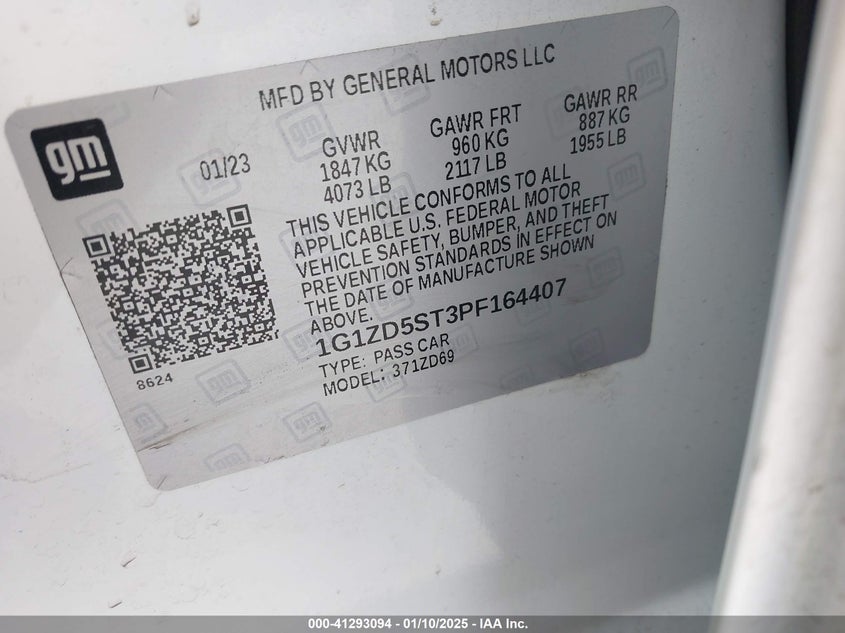 MFD BY GENERAL MOTORS LLC
gm
01/23
GVWR
1847 KG
4073 LB
GAWR FRT
960 KG
2117 LB
GAWR RR
887 KG
1955 LB
THIS VEHICLE CONFORMS TO ALL
APPLICABLE U.S. FEDERAL MOTOR
VEHICLE SAFETY, BUMPER, AND THEFT
PREVENTION STANDARDS IN EFFECT ON
THE DATE OF MANUFACTURE SHOWN
ABOVE.
1G1ZD5ST3PF164407
TYPE: PASS CAR
MODEL: 371ZD69
8624
000-41293094 - 01/10/2025 - IAA Inc.